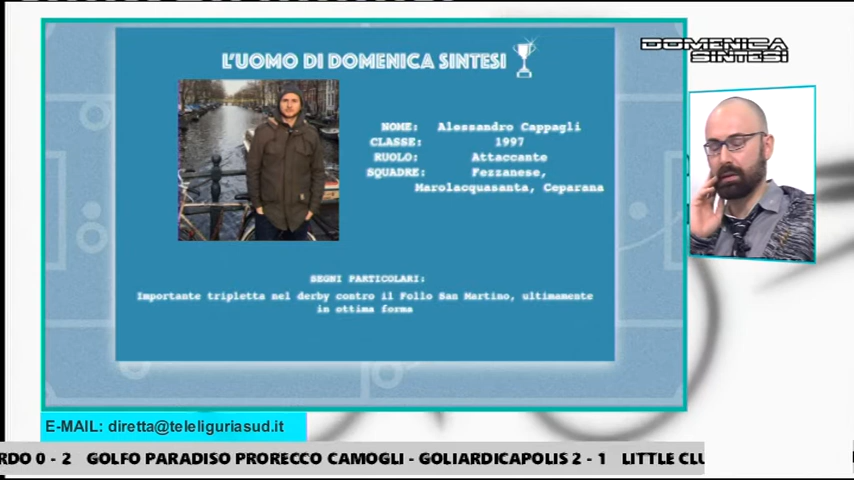 L'UOMO DI DOMENICA SINTESI
DOMENICA
SINTESI
NOME: Alessandro Cappagli
CLASSE: 1997
RUOLO: Attaccante
SQUADRE: Fezzanese,
Marolacquasanta, Ceparana
SEGNI PARTICOLARI:
Importante tripletta nel derby contro il Follo San Martino, ultimamente
in ottima forma
E-MAIL: diretta@teleliguriasud.it
RDO 0 - 2 GOLFO PARADISO PRORECCO CAMOGLI - GOLIARDICAPOLIS 2 - 1 LITTLE CLU